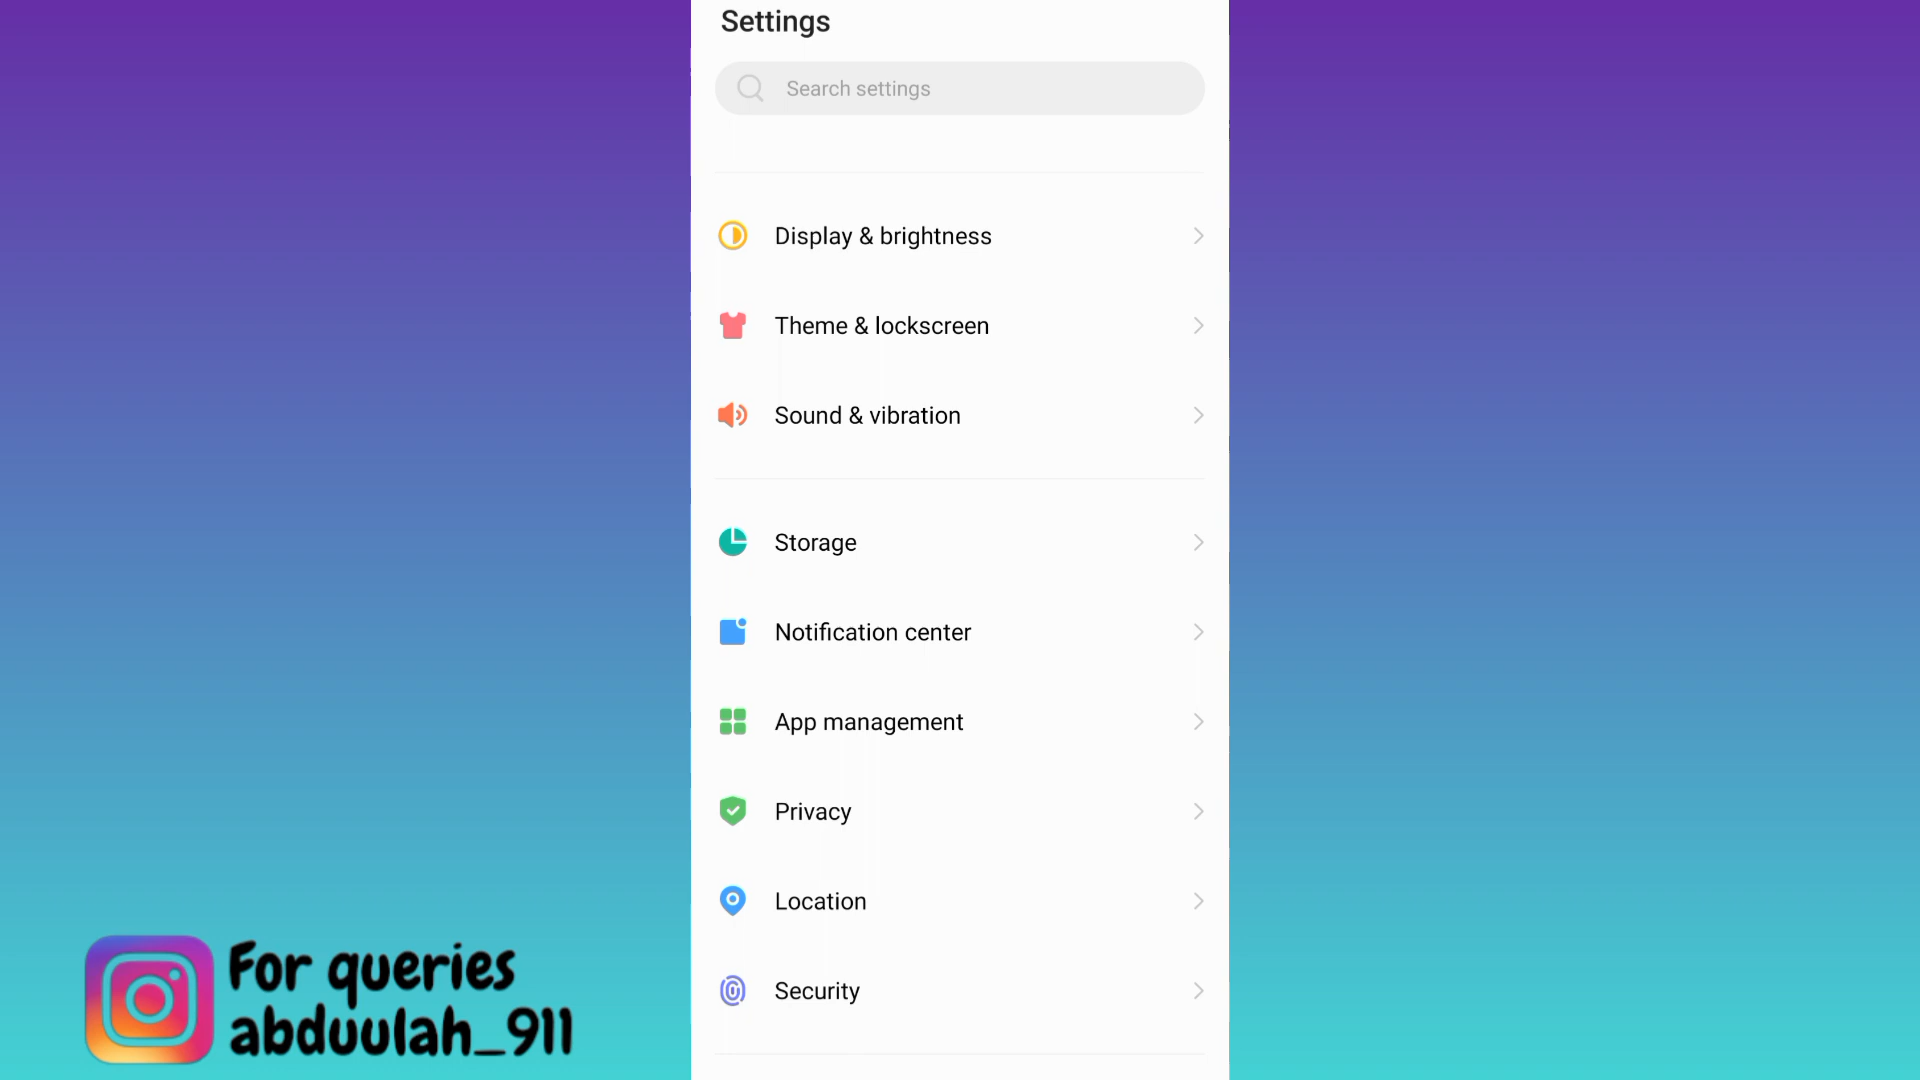 Settings
Search settings
Display & brightness
Theme & lockscreen
Sound & vibration
Storage
Notification center
App management
Privacy
Location
Security
For queries
abduulah_911